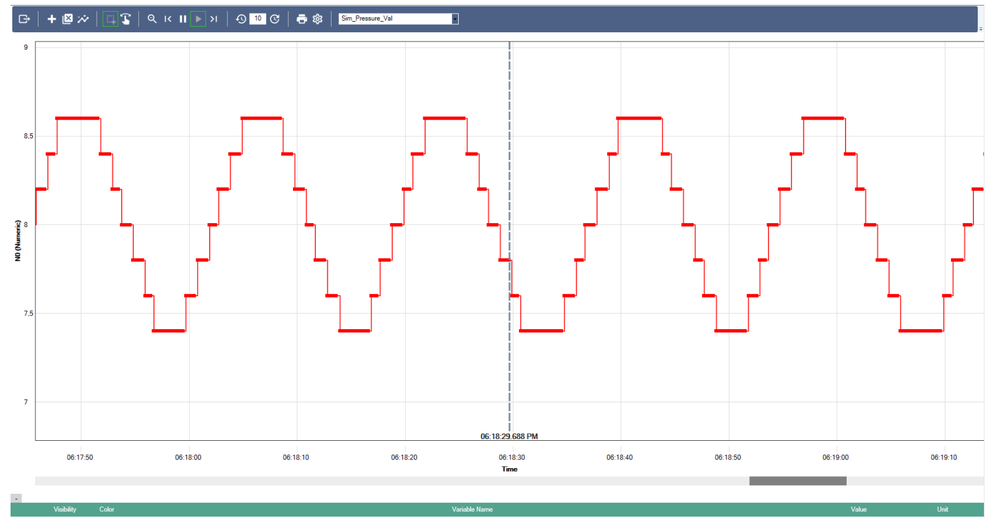 10
Sim_Pressure_Val
9
8,5
8
7,5
7
N0 (Numeric)
06:18:29.688 PM
06:17:50 06:18:00 06:18:10 06:18:20 06:18:30 06:18:40 06:18:50 06:19:00 06:19:10
Time
-
Visibility Color Variable Name Value Unit